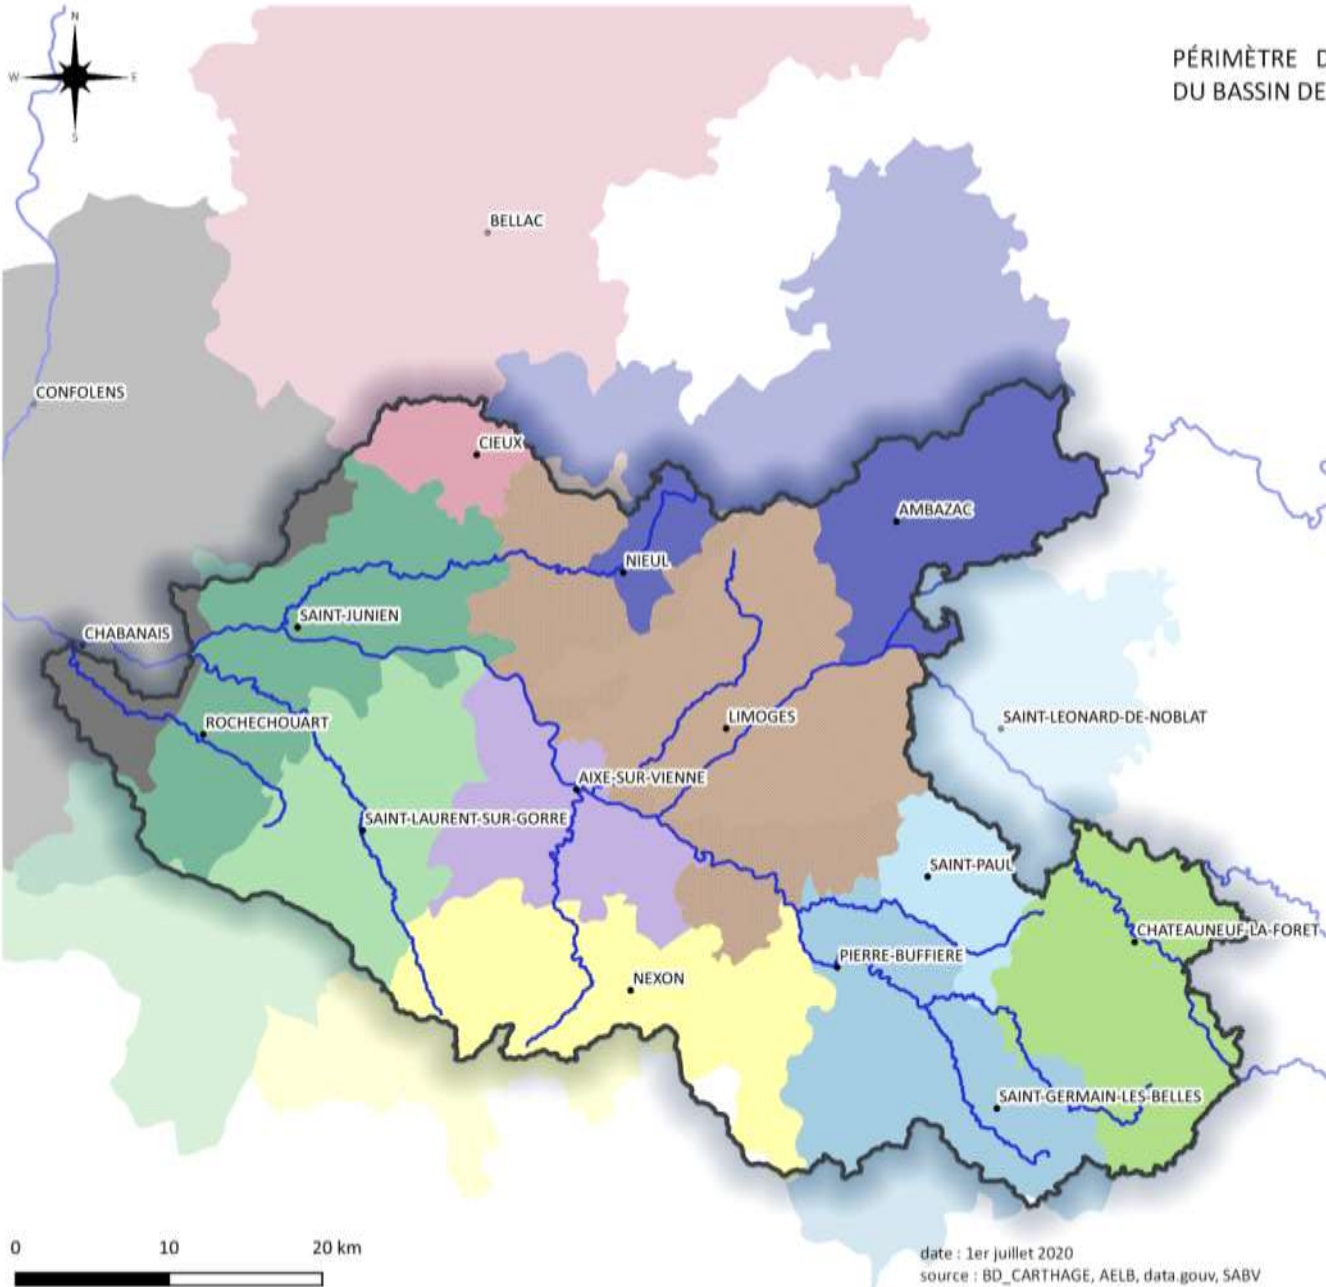 N
W E
S
PÉRIMÈTRE D
DU BASSIN DE
BELLAC
CONFOLENS
CIEUX
AMBAZAC
NIEUL
SAINT-JUNIEN
CHABANAIS
ROCHECHOUART
LIMOGES
SAINT-LEONARD-DE-NOBLAT
AIXE-SUR-VIENNE
SAINT-LAURENT-SUR-GORRE
SAINT-PAUL
CHATEAUNEUF-LA-FORET
PIERRE-BUFFIERE
NEXON
SAINT-GERMAIN-LES-BELLES
0 10 20 km
date : 1er juillet 2020
source : BD_CARTHAGE, AELB, data.gouv, SABV